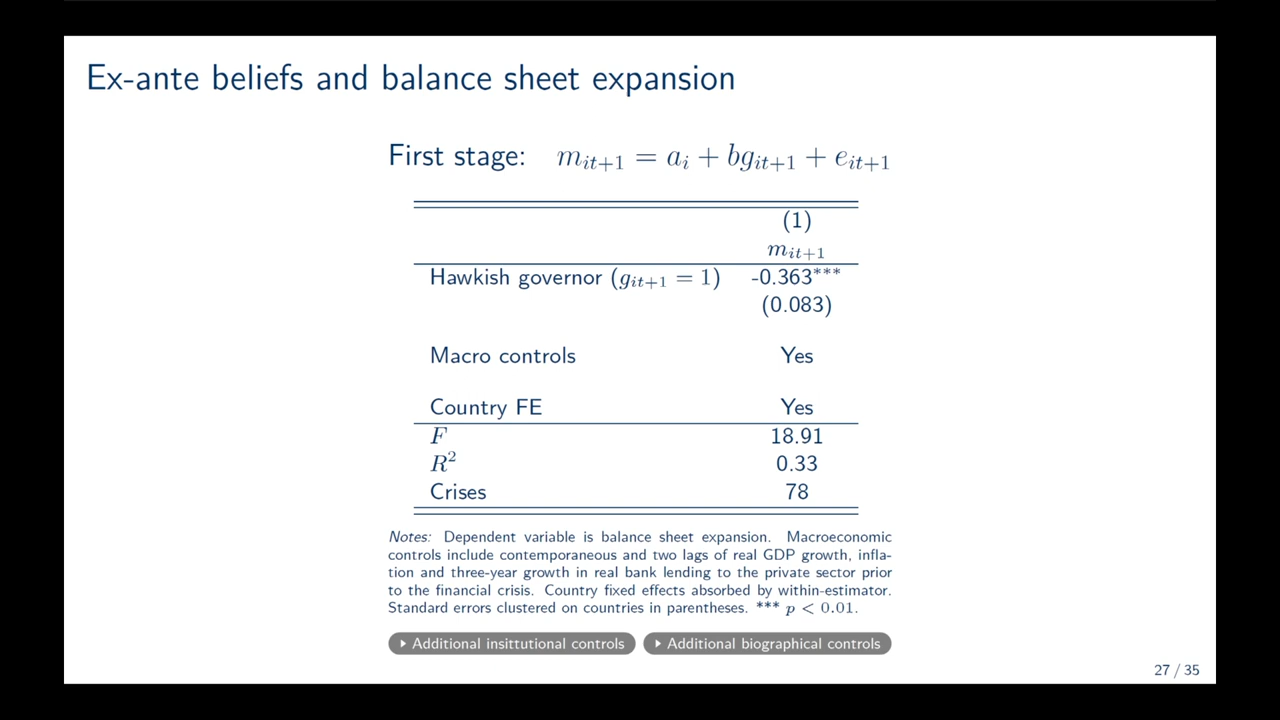 Ex-ante beliefs and balance sheet expansion
First stage: m_{it+1} = a_i + bg_{it+1} + e_{it+1}
(1)
m_{it+1}
Hawkish governor (g_{it+1} = 1) -0.363***
(0.083)
Macro controls Yes
Country FE Yes
F 18.91
R² 0.33
Crises 78
Notes: Dependent variable is balance sheet expansion. Macroeconomic
controls include contemporaneous and two lags of real GDP growth, infla-
tion and three-year growth in real bank lending to the private sector prior
to the financial crisis. Country fixed effects absorbed by within-estimator.
Standard errors clustered on countries in parentheses. *** p < 0.01.
Additional insittutional controls Additional biographical controls
27 / 35